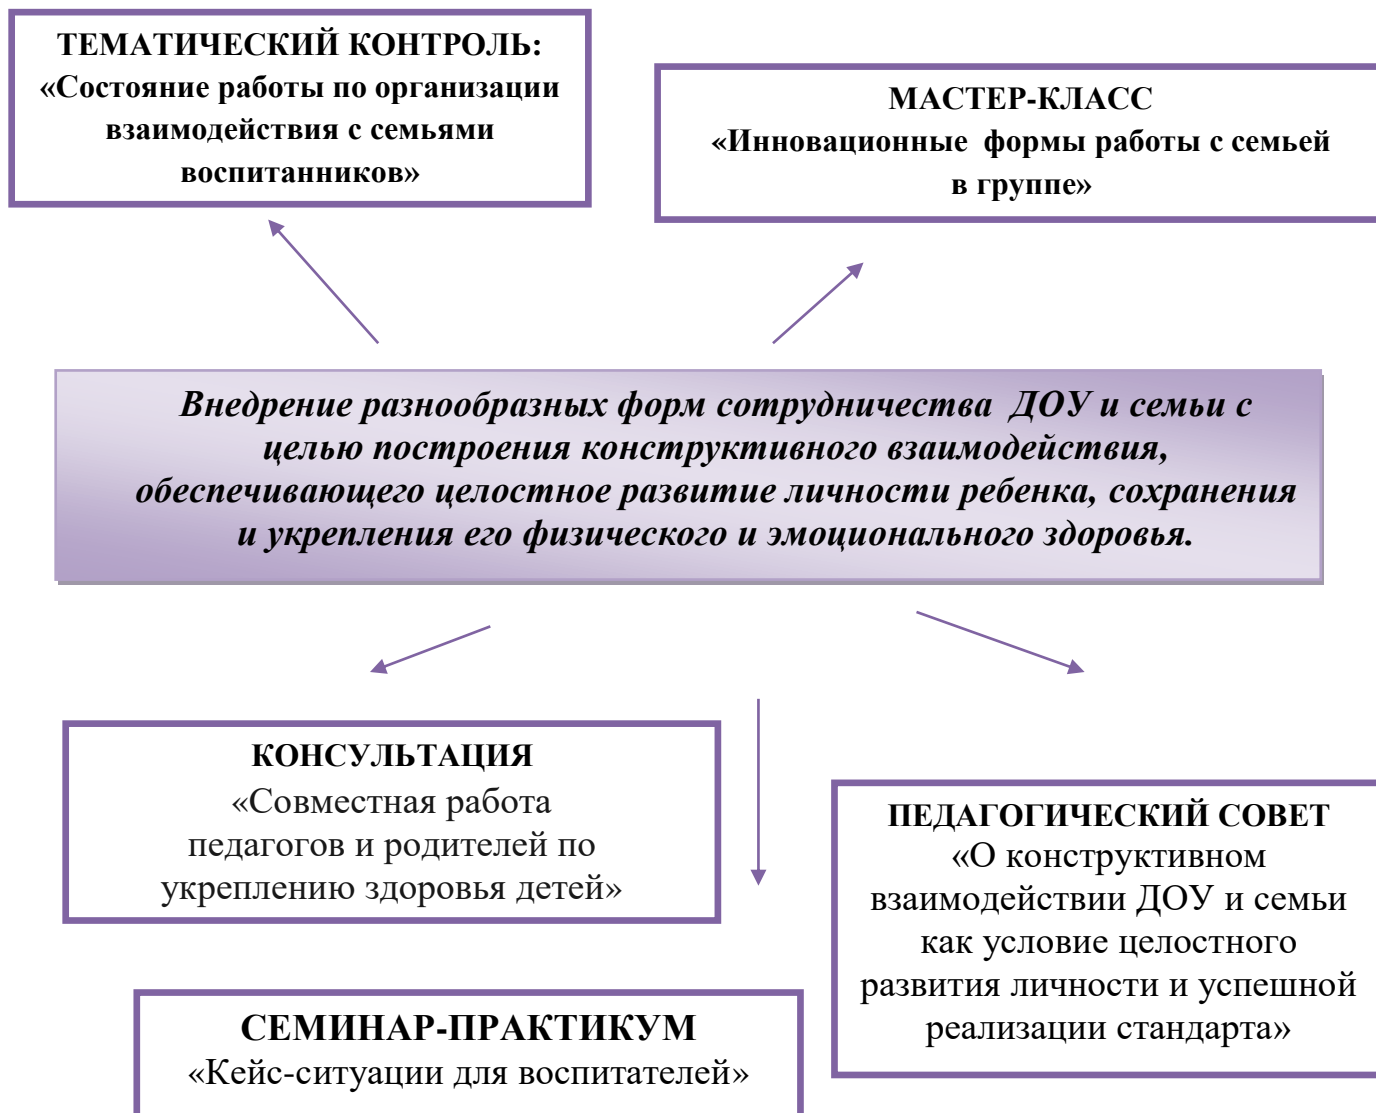 ТЕМАТИЧЕСКИЙ КОНТРОЛЬ:
«Состояние работы по организации
взаимодействия с семьями
воспитанников»
МАСТЕР-КЛАСС
«Инновационные формы работы с семьей
в группе»
Внедрение разнообразных форм сотрудничества ДОУ и семьи с
целью построения конструктивного взаимодействия,
обеспечивающего целостное развитие личности ребенка, сохранения
и укрепления его физического и эмоционального здоровья.
КОНСУЛЬТАЦИЯ
«Совместная работа
педагогов и родителей по
укреплению здоровья детей»
ПЕДАГОГИЧЕСКИЙ СОВЕТ
«О конструктивном
взаимодействии ДОУ и семьи
как условие целостного
развития личности и успешной
реализации стандарта»
СЕМИНАР-ПРАКТИКУМ
«Кейс-ситуации для воспитателей»